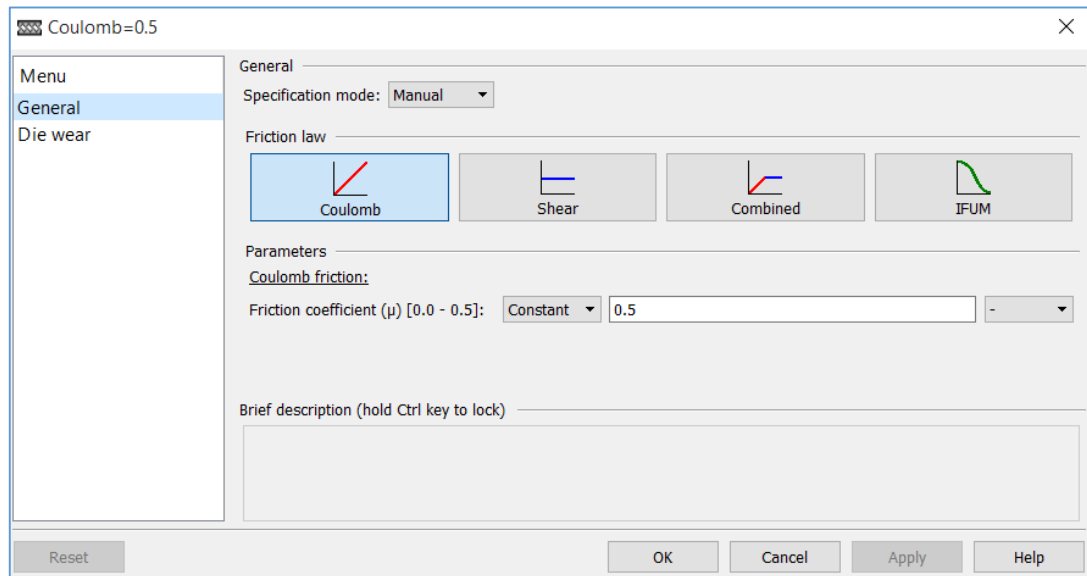 Coulomb=0.5
Menu
General
Die wear
General
Specification mode: Manual
Friction law
Coulomb Shear Combined IFUM
Parameters
Coulomb friction:
Friction coefficient (μ) [0.0 - 0.5]: Constant 0.5 -
Brief description (hold Ctrl key to lock)
Reset OK Cancel Apply Help